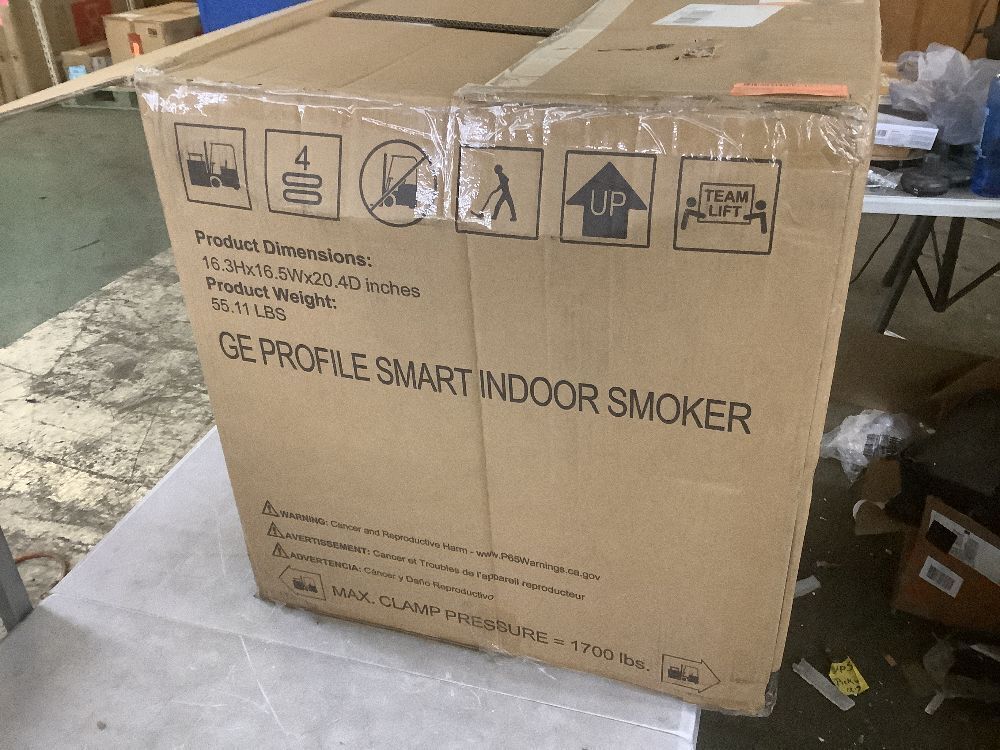 4
UP
TEAM
LIFT
Product Dimensions:
16.3Hx16.5Wx20.4D inches
Product Weight:
55.11 LBS
GE PROFILE SMART INDOOR SMOKER
WARNING: Cancer and Reproductive Harm - www.P65Warnings.ca.gov
AVERTISSEMENT: Cancer et Troubles de l'appareil reproducteur
ADVERTENCIA: Cáncer y Daño Reproductivo
MAX. CLAMP PRESSURE = 1700 lbs.
UPS